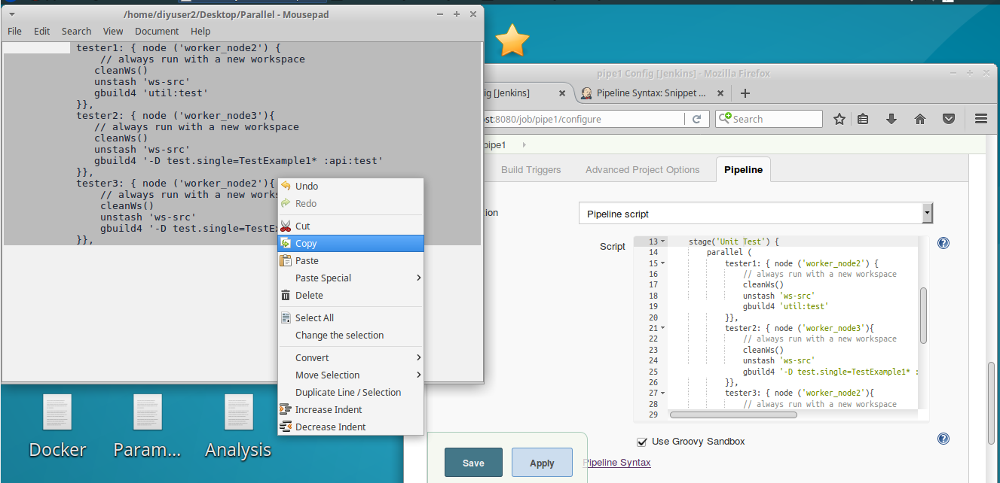 /home/diyuser2/Desktop/Parallel - Mousepad
File Edit Search View Document Help
tester1: { node ('worker_node2') {
// always run with a new workspace
cleanWs()
unstash 'ws-src'
gbuild4 'util:test'
}},
tester2: { node ('worker_node3'){
// always run with a new workspace
cleanWs()
unstash 'ws-src'
gbuild4 '-D test.single=TestExample1* :api:test'
}},
tester3: { node ('worker_node2'){
// always run with a new works
cleanWs()
unstash 'ws-src'
gbuild4 '-D test.single=TestEx
}},
Undo
Redo
Cut
Copy
Paste
Paste Special
Delete
Select All
Change the selection
Convert
Move Selection
Duplicate Line / Selection
Increase Indent
Decrease Indent
Docker
Param...
Analysis
pipe1 Config [Jenkins] - Mozilla Firefox
ig [Jenkins]
Pipeline Syntax: Snippet ...
st:8080/job/pipe1/configure
Search
pipe1
Build Triggers
Advanced Project Options
Pipeline
ion
Pipeline script
Script
13 stage('Unit Test') {
14 parallel (
15 tester1: { node ('worker_node2') {
16 // always run with a new workspace
17 cleanWs()
18 unstash 'ws-src'
19 gbuild4 'util:test'
20 }},
21 tester2: { node ('worker_node3'){
22 // always run with a new workspace
23 cleanWs()
24 unstash 'ws-src'
25 gbuild4 '-D test.single=TestExample1* :
26 }},
27 tester3: { node ('worker_node2'){
28 // always run with a new workspace
29
Use Groovy Sandbox
Save
Apply
Pipeline Syntax